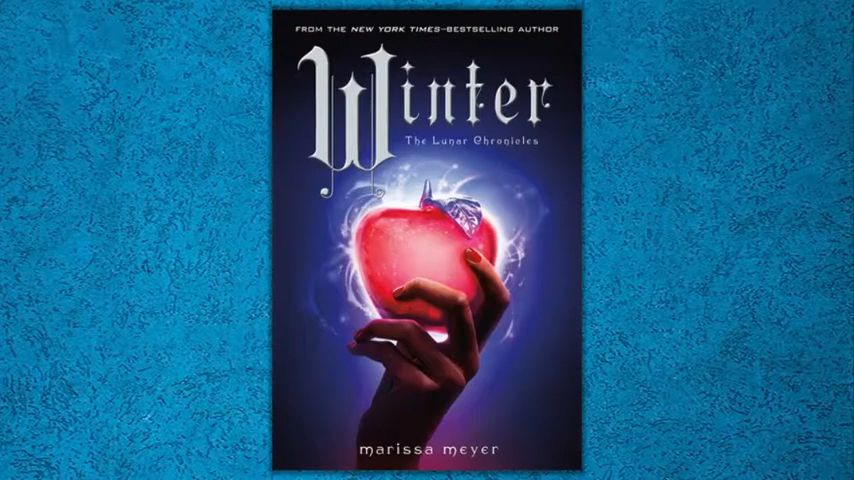 FROM THE NEW YORK TIMES–BESTSELLING AUTHOR
Winter
The Lunar Chronicles
marissa meyer